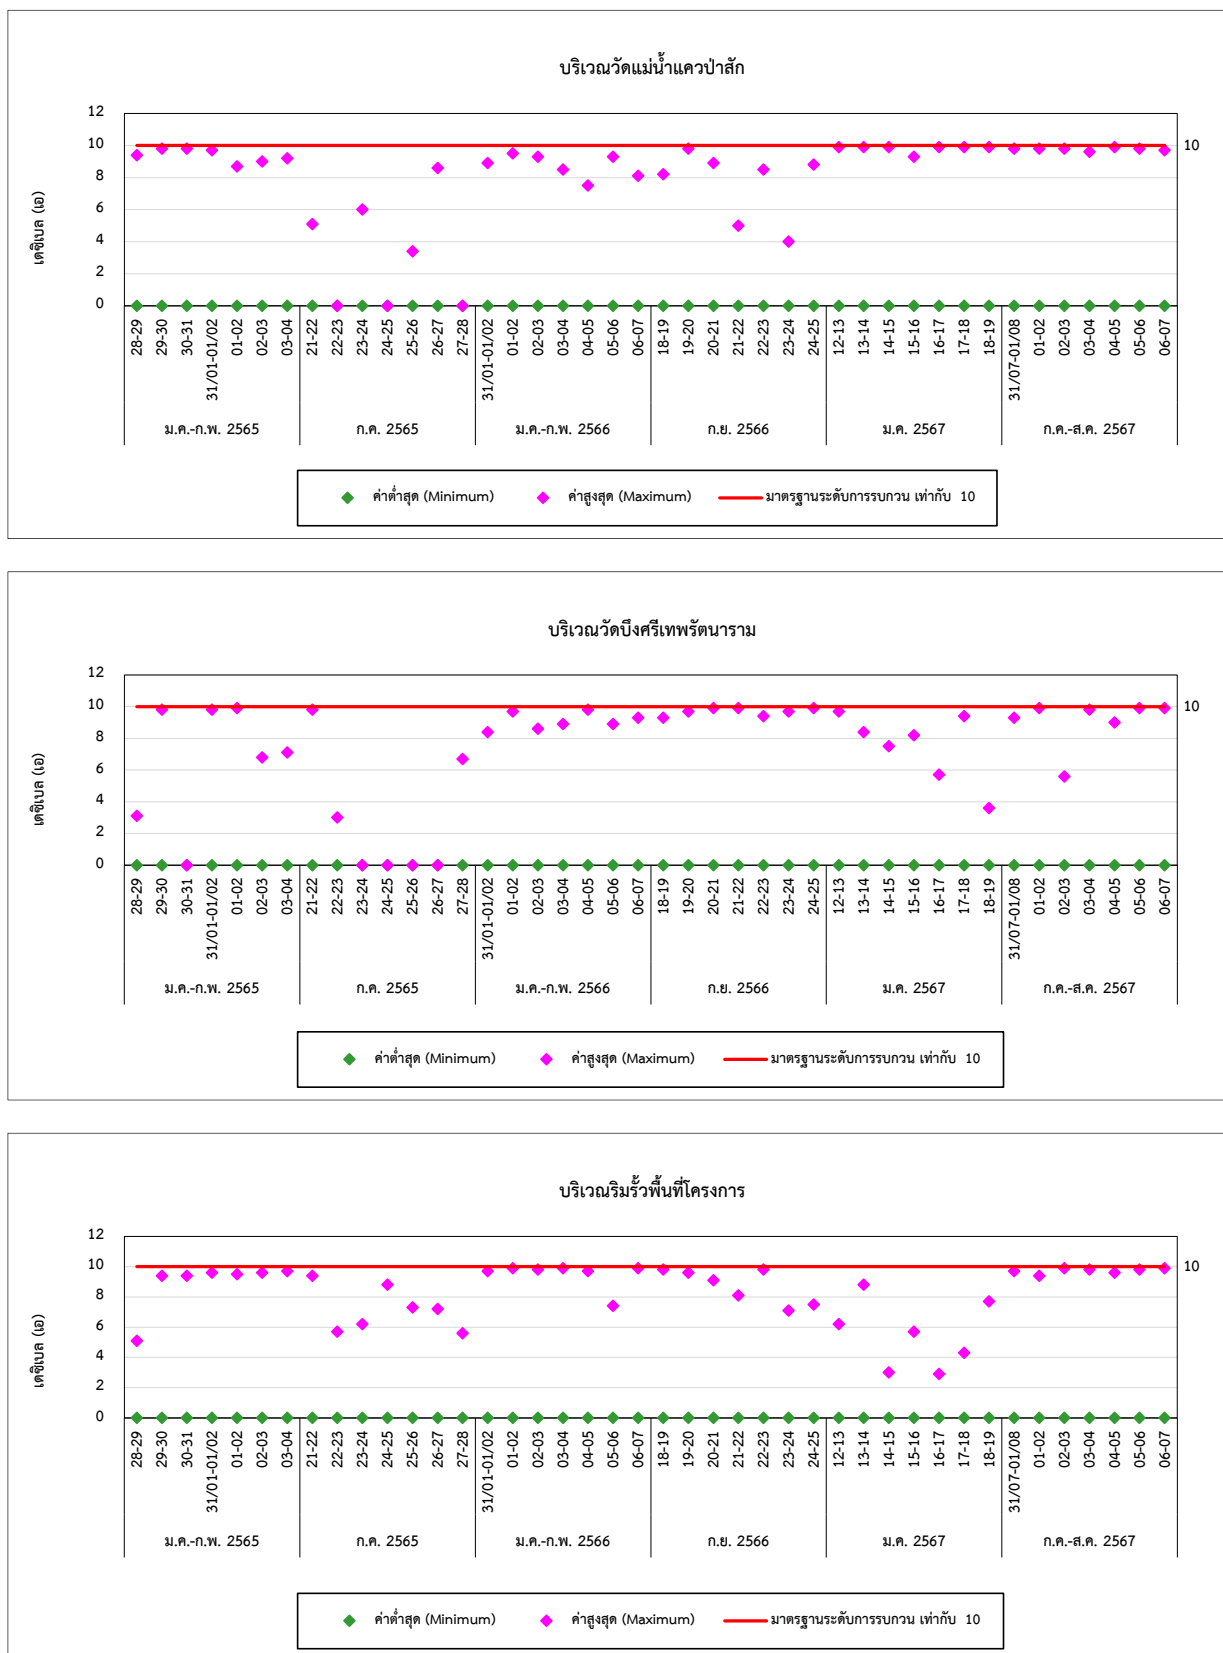 บริเวณวัดแม่น้ำแควป่าสัก
เดซิเบล (เอ)
12
10
8
6
4
2
0
10
28-29 29-30 30-31 31/01-01/02 01-02 02-03 03-04 21-22 22-23 23-24 24-25 25-26 26-27 27-28 31/01-01/02 01-02 02-03 03-04 04-05 05-06 06-07 18-19 19-20 20-21 21-22 22-23 23-24 24-25 12-13 13-14 14-15 15-16 16-17 17-18 18-19 31/07-01/08 01-02 02-03 03-04 04-05 05-06 06-07
ม.ค.-ก.พ. 2565 ก.ค. 2565 ม.ค.-ก.พ. 2566 ก.ย. 2566 ม.ค. 2567 ก.ค.-ส.ค. 2567
ค่าต่ำสุด (Minimum) ค่าสูงสุด (Maximum) มาตรฐานระดับการรบกวน เท่ากับ 10
บริเวณวัดบึงศรีเทพรัตนาราม
เดซิเบล (เอ)
12
10
8
6
4
2
0
10
28-29 29-30 30-31 31/01-01/02 01-02 02-03 03-04 21-22 22-23 23-24 24-25 25-26 26-27 27-28 31/01-01/02 01-02 02-03 03-04 04-05 05-06 06-07 18-19 19-20 20-21 21-22 22-23 23-24 24-25 12-13 13-14 14-15 15-16 16-17 17-18 18-19 31/07-01/08 01-02 02-03 03-04 04-05 05-06 06-07
ม.ค.-ก.พ. 2565 ก.ค. 2565 ม.ค.-ก.พ. 2566 ก.ย. 2566 ม.ค. 2567 ก.ค.-ส.ค. 2567
ค่าต่ำสุด (Minimum) ค่าสูงสุด (Maximum) มาตรฐานระดับการรบกวน เท่ากับ 10
บริเวณริมรั้วพื้นที่โครงการ
เดซิเบล (เอ)
12
10
8
6
4
2
0
10
28-29 29-30 30-31 31/01-01/02 01-02 02-03 03-04 21-22 22-23 23-24 24-25 25-26 26-27 27-28 31/01-01/02 01-02 02-03 03-04 04-05 05-06 06-07 18-19 19-20 20-21 21-22 22-23 23-24 24-25 12-13 13-14 14-15 15-16 16-17 17-18 18-19 31/07-01/08 01-02 02-03 03-04 04-05 05-06 06-07
ม.ค.-ก.พ. 2565 ก.ค. 2565 ม.ค.-ก.พ. 2566 ก.ย. 2566 ม.ค. 2567 ก.ค.-ส.ค. 2567
ค่าต่ำสุด (Minimum) ค่าสูงสุด (Maximum) มาตรฐานระดับการรบกวน เท่ากับ 10